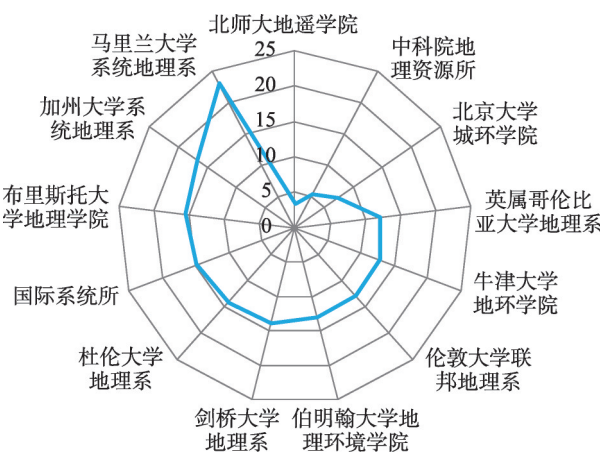 北师大地遥学院
中科院地
理资源所
北京大学
城环学院
英属哥伦比
亚大学地理系
牛津大学
地环学院
伦敦大学联
邦地理系
伯明翰大学地
理环境学院
剑桥大学
地理系
杜伦大学
地理系
国际系统所
布里斯托大
学地理学院
加州大学系
统地理系
马里兰大学
系统地理系
25
20
15
10
5
0